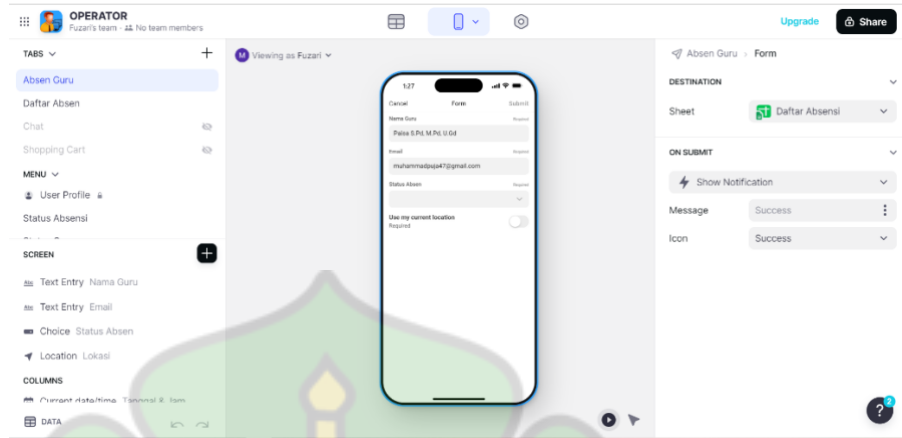 OPERATOR
Fuzari's team - No team members
Upgrade
Share
TABS
Absen Guru
Daftar Absen
Chat
Shopping Cart
MENU
User Profile
Status Absensi
SCREEN
Abc Text Entry Nama Guru
Abc Text Entry Email
Choice Status Absen
Location Lokasi
COLUMNS
Current date/time Tanggal & Jam
DATA
M Viewing as Fuzari
1:27
Cancel Form Submit
Nama Guru Required
Paisa S.Pd, M.Pd, U.Gd
Email Required
muhammadpaja47@gmail.com
Status Absen Required
Use my current location
Required
Absen Guru > Form
DESTINATION
Sheet Daftar Absensi
ON SUBMIT
Show Notification
Message Success
Icon Success
? 2